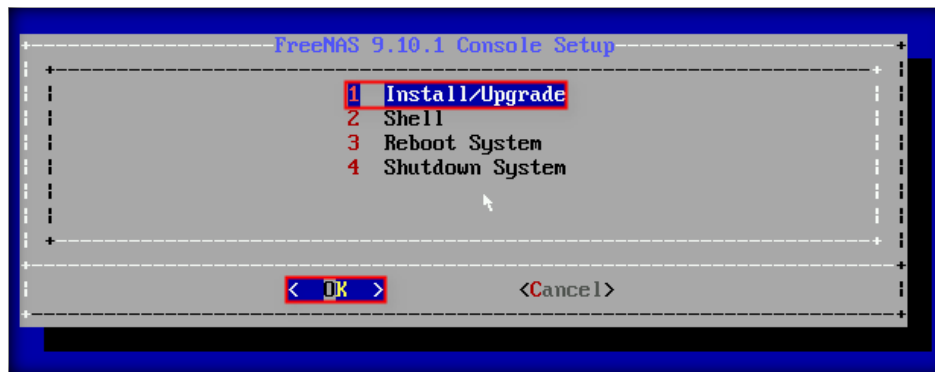 FreeNAS 9.10.1 Console Setup
1 Install/Upgrade
2 Shell
3 Reboot System
4 Shutdown System
< OK > <Cancel>